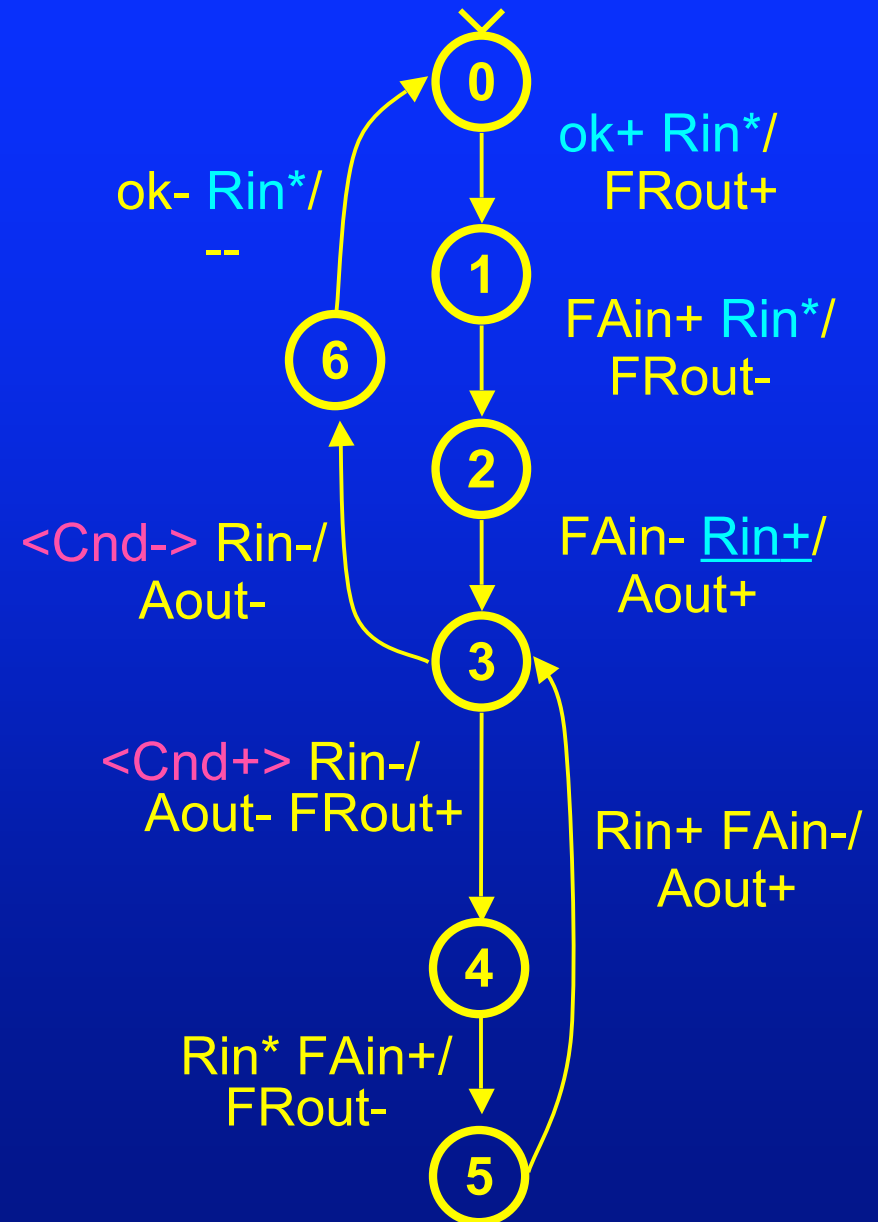 0
ok+ Rin*/
FRout+
ok- Rin*/
--
1
FAin+ Rin*/
FRout-
6
2
FAin- Rin+/
Aout+
<Cnd-> Rin-/
Aout-
3
<Cnd+> Rin-/
Aout- FRout+
Rin+ FAin-/
Aout+
4
Rin* FAin+/
FRout-
5